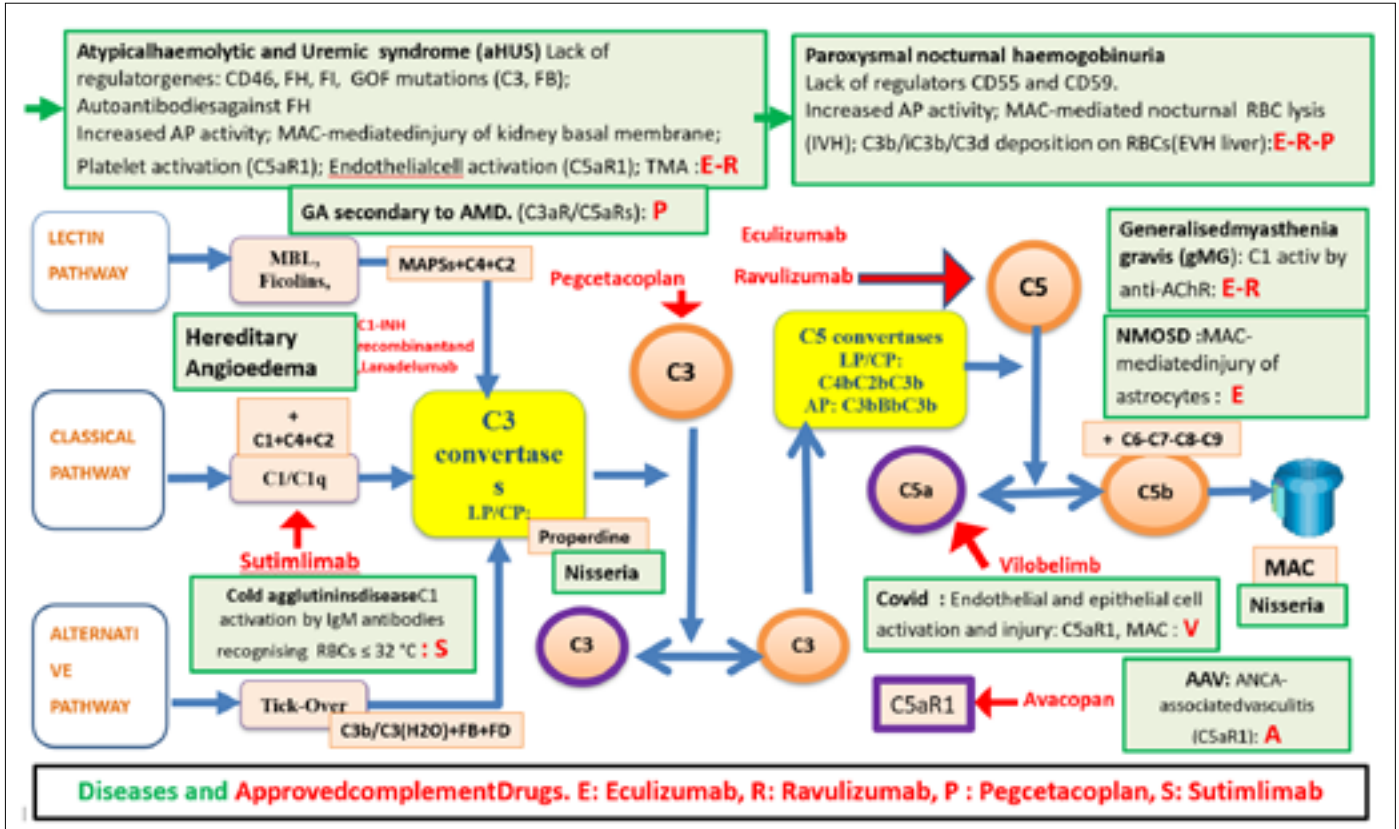 Atypicalhaemolytic and Uremic syndrome (aHUS) Lack of
regulatorgenes: CD46, FH, FI, GOF mutations (C3, FB);
Autoantibodiesagainst FH
Increased AP activity; MAC-mediatedinjury of kidney basal membrane;
Platelet activation (C5aR1); Endothelialcell activation (C5aR1); TMA :E-R
Paroxysmal nocturnal haemogobinuria
Lack of regulators CD55 and CD59.
Increased AP activity; MAC-mediated nocturnal RBC lysis
(IVH); C3b/iC3b/C3d deposition on RBCs(EVH liver):E-R-P
GA secondary to AMD. (C3aR/C5aRs): P
LECTIN
PATHWAY
MBL,
Ficolins,
MAPSs+C4+C2
Pegcetacoplan
Eculizumab
Ravulizumab
C5
Generalisedmyasthenia
gravis (gMG): C1 activ by
anti-AChR: E-R
Hereditary
Angioedema
C1-INH
recombinantand
,Lanadelumab
C3
C5 convertases
LP/CP:
C4bC2bC3b
AP: C3bBbC3b
NMOSD :MAC-
mediatedinjury of
astrocytes : E
CLASSICAL
PATHWAY
+
C1+C4+C2
C1/C1q
C3
convertase
s
LP/CP:
+ C6-C7-C8-C9
C5a
C5b
Sutimlimab
Properdine
Nisseria
Vilobelimb
MAC
Nisseria
Cold agglutininsdiseaseC1
activation by IgM antibodies
recognising RBCs ≤ 32 °C : S
Covid : Endothelial and epithelial cell
activation and injury: C5aR1, MAC : V
ALTERNATI
VE
PATHWAY
C3
C3
Tick-Over
C3b/C3(H2O)+FB+FD
C5aR1
Avacopan
AAV: ANCA-
associatedvasculitis
(C5aR1): A
Diseases and ApprovedcomplementDrugs. E: Eculizumab, R: Ravulizumab, P : Pegcetacoplan, S: Sutimlimab